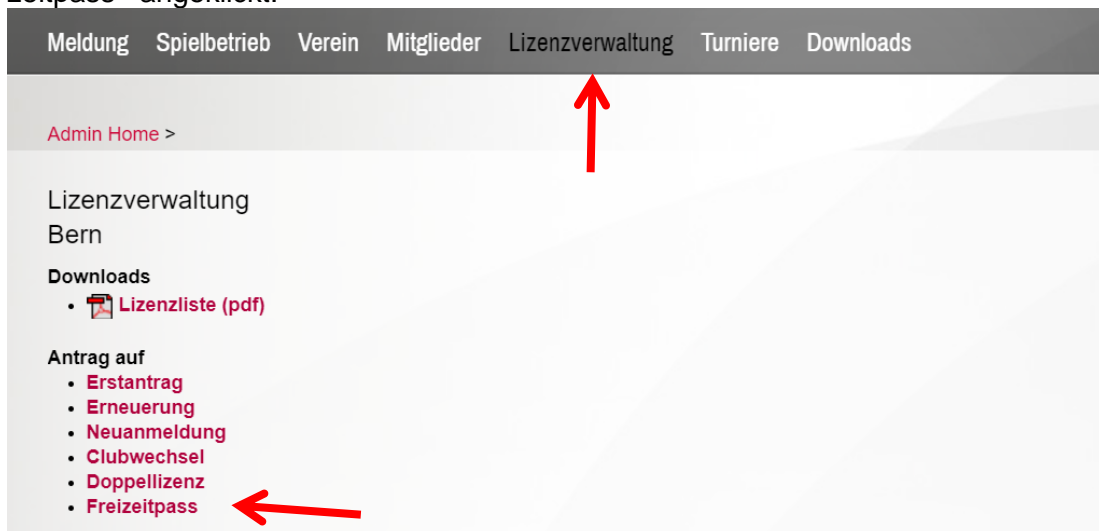 Meldung Spielbetrieb Verein Mitglieder Lizenzverwaltung Turniere Downloads
Admin Home >
Lizenzverwaltung
Bern
Downloads
• Lizenzliste (pdf)
Antrag auf
• Erstantrag
• Erneuerung
• Neuanmeldung
• Clubwechsel
• Doppellizenz
• Freizeitpass